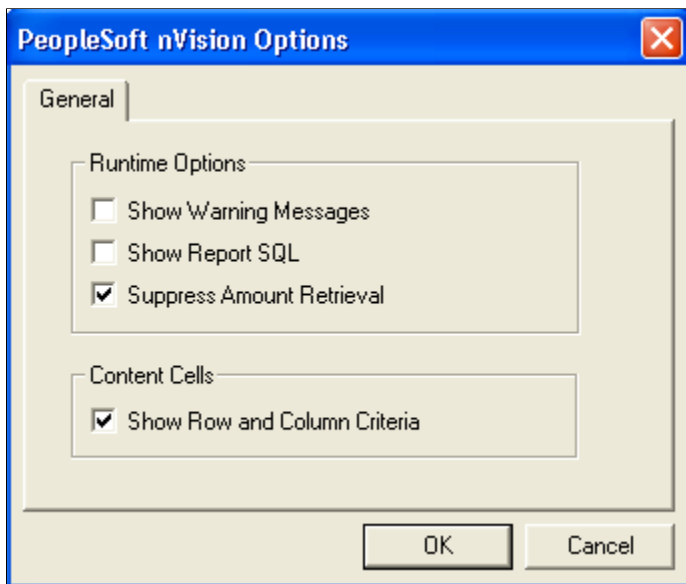 PeopleSoft nVision Options
General
Runtime Options
Show Warning Messages
Show Report SQL
Suppress Amount Retrieval
Content Cells
Show Row and Column Criteria
OK
Cancel